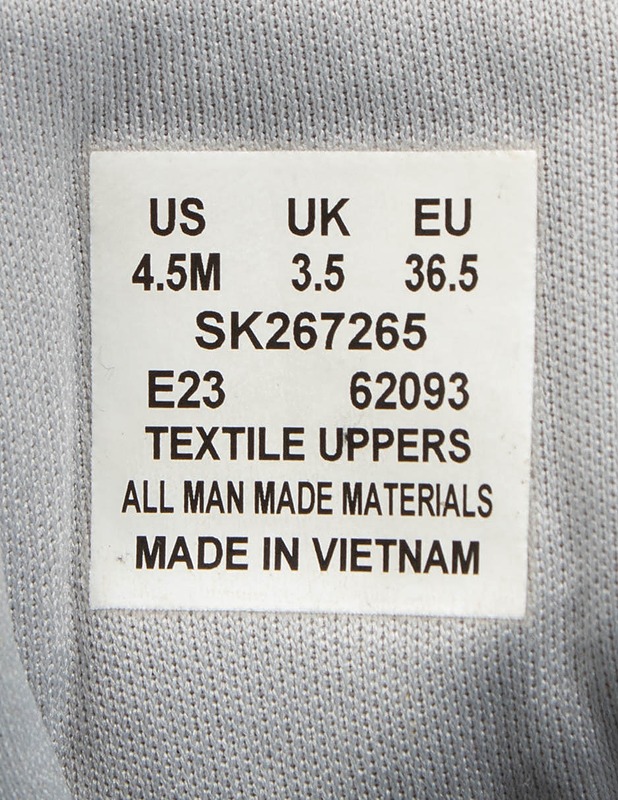 US UK EU
4.5M 3.5 36.5
SK267265
E23 62093
TEXTILE UPPERS
ALL MAN MADE MATERIALS
MADE IN VIETNAM